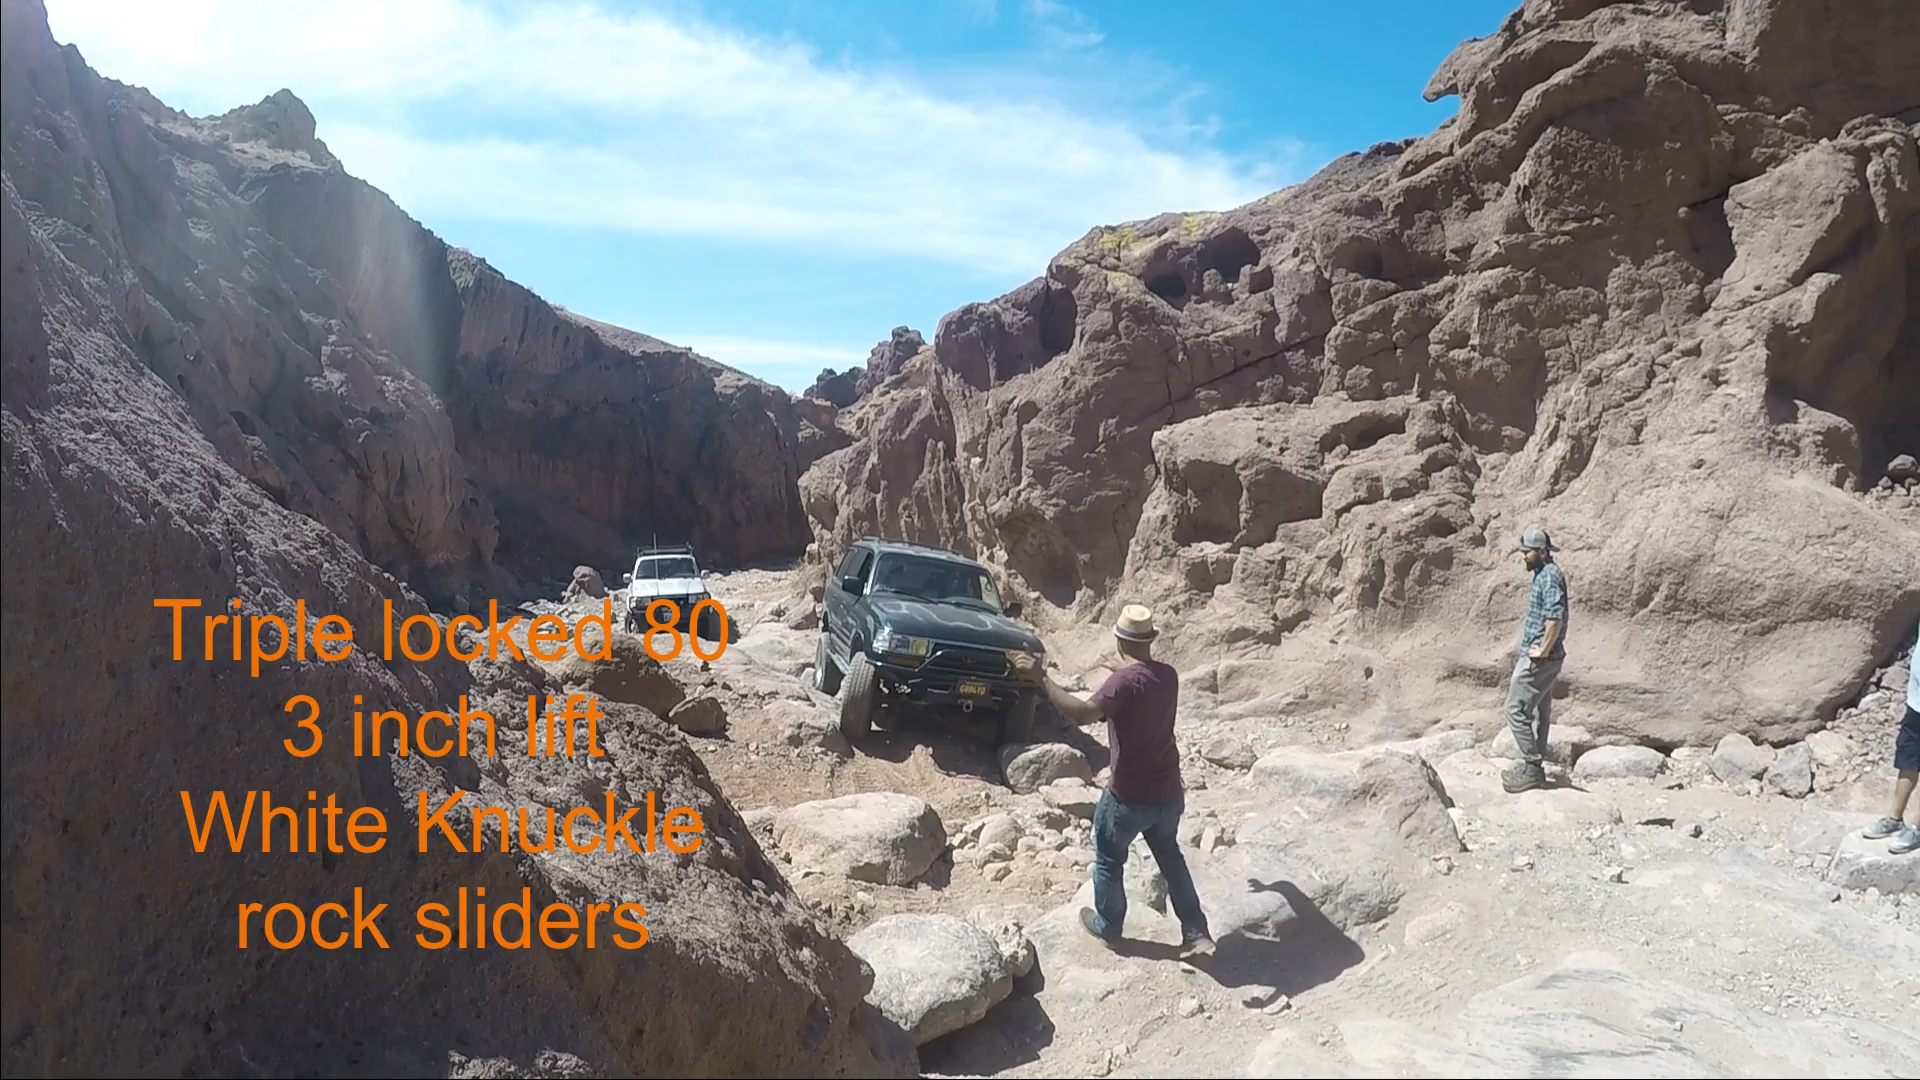 Triple locked 80
3 inch lift
White Knuckle
rock sliders